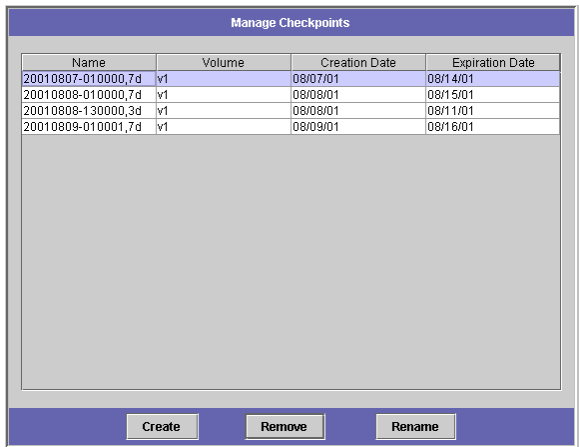 Manage Checkpoints
Name Volume Creation Date Expiration Date
20010807-010000,7d v1 08/07/01 08/14/01
20010808-010000,7d v1 08/08/01 08/15/01
20010808-130000,3d v1 08/08/01 08/11/01
20010809-010001,7d v1 08/09/01 08/16/01
Create Remove Rename